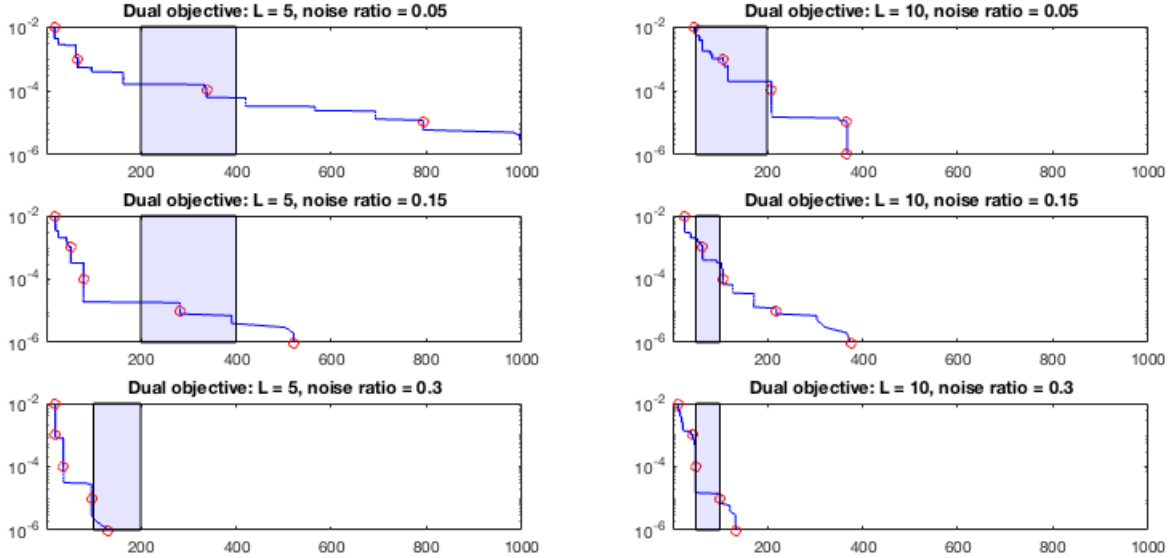 Dual objective: L = 5, noise ratio = 0.05
10-2
10-4
10-6
200 400 600 800 1000
Dual objective: L = 10, noise ratio = 0.05
10-2
10-4
10-6
200 400 600 800 1000
Dual objective: L = 5, noise ratio = 0.15
10-2
10-4
10-6
200 400 600 800 1000
Dual objective: L = 10, noise ratio = 0.15
10-2
10-4
10-6
200 400 600 800 1000
Dual objective: L = 5, noise ratio = 0.3
10-2
10-4
10-6
200 400 600 800 1000
Dual objective: L = 10, noise ratio = 0.3
10-2
10-4
10-6
200 400 600 800 1000